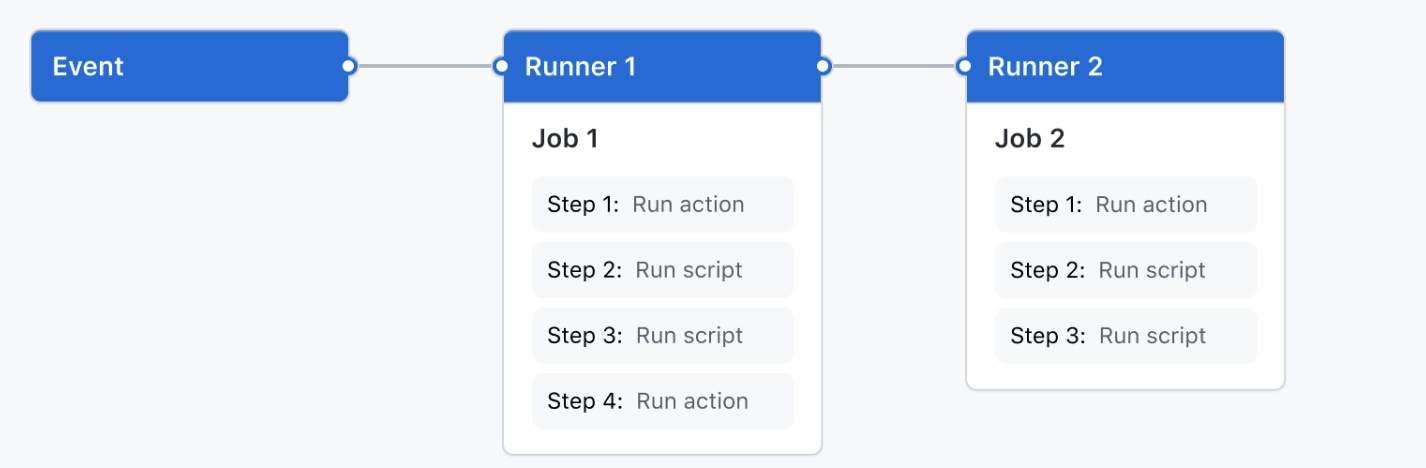 Event
Runner 1
Job 1
Step 1: Run action
Step 2: Run script
Step 3: Run script
Step 4: Run action
Runner 2
Job 2
Step 1: Run action
Step 2: Run script
Step 3: Run script